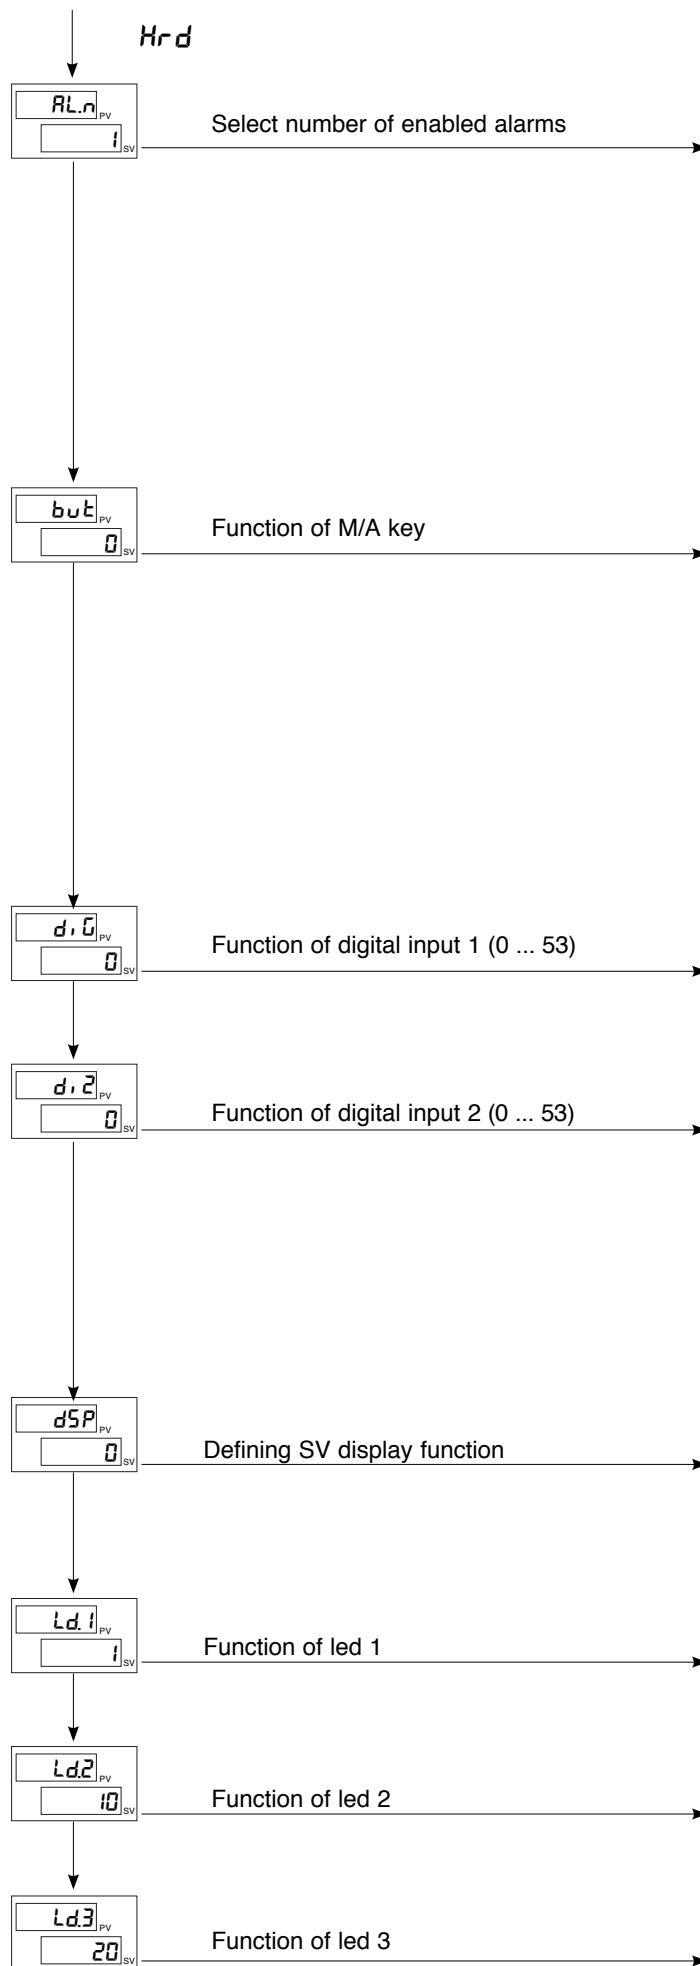 Hrd
AL.n PV
1 SV
Select number of enabled alarms
but PV
0 SV
Function of M/A key
diG PV
0 SV
Function of digital input 1 (0 ... 53)
di2 PV
0 SV
Function of digital input 2 (0 ... 53)
dSP PV
0 SV
Defining SV display function
Ld.1 PV
1 SV
Function of led 1
Ld.2 PV
10 SV
Function of led 2
Ld.3 PV
20 SV
Function of led 3